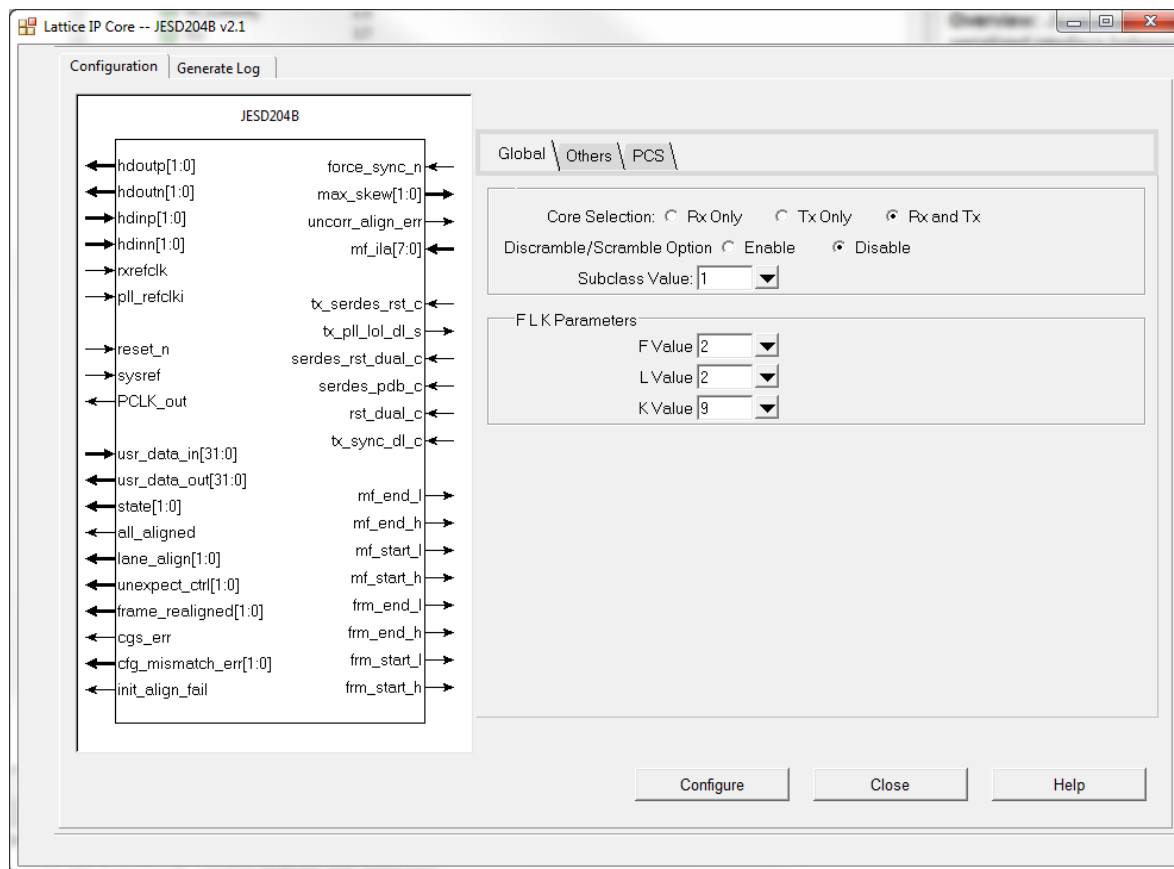 Lattice IP Core -- JESD204B v2.1
Configuration
Generate Log
JESD204B
hdoutp[1:0]
hdoutn[1:0]
hdinp[1:0]
hdinn[1:0]
rxrefclk
pll_refclki
reset_n
sysref
PCLK_out
usr_data_in[31:0]
usr_data_out[31:0]
state[1:0]
all_aligned
lane_align[1:0]
unexpect_ctrl[1:0]
frame_realigned[1:0]
cgs_err
cfg_mismatch_err[1:0]
init_align_fail
force_sync_n
max_skew[1:0]
uncorr_align_err
mf_ila[7:0]
tx_serdes_rst_c
tx_pll_lol_dl_s
serdes_rst_dual_c
serdes_pdb_c
rst_dual_c
tx_sync_dl_c
mf_end_l
mf_end_h
mf_start_l
mf_start_h
frm_end_l
frm_end_h
frm_start_l
frm_start_h
Global Others PCS
Core Selection: Rx Only Tx Only Rx and Tx
Discramble/Scramble Option Enable Disable
Subclass Value: 1
F L K Parameters
F Value 2
L Value 2
K Value 9
Configure Close Help